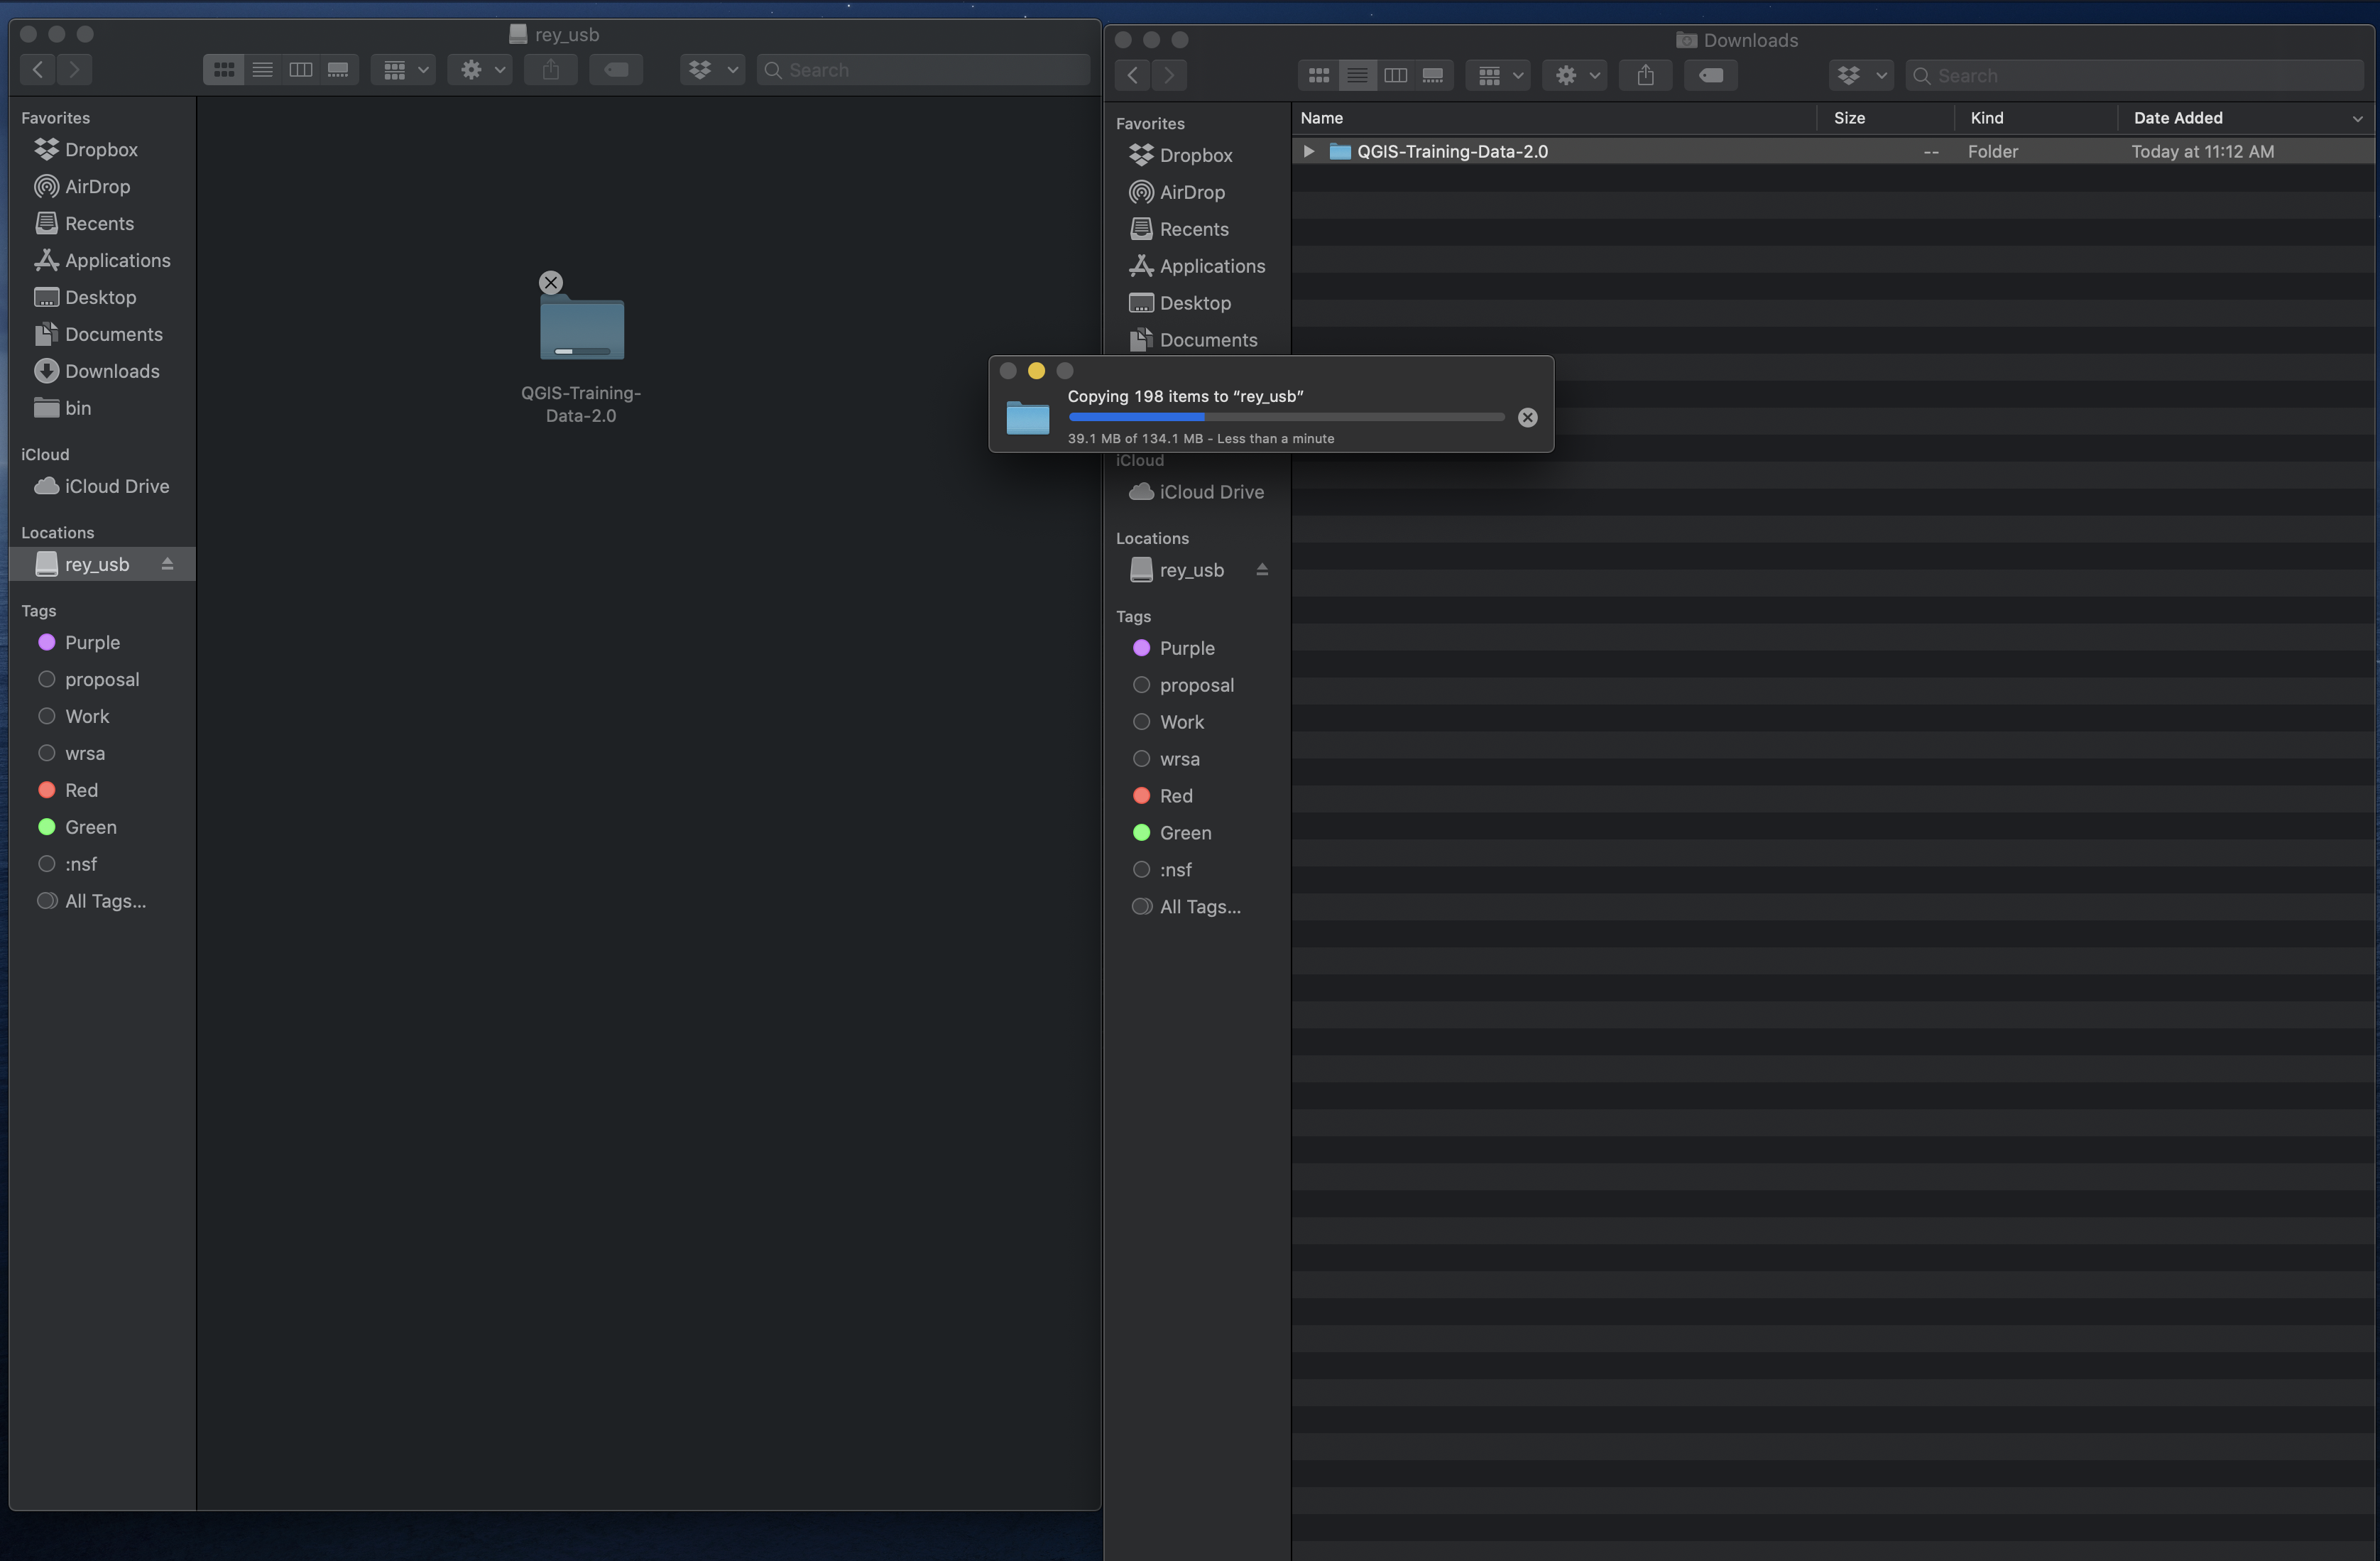 rey_usb
Search
Favorites
Dropbox
AirDrop
Recents
Applications
Desktop
Documents
Downloads
bin
iCloud
iCloud Drive
Locations
rey_usb
Tags
Purple
proposal
Work
wrsa
Red
Green
:nsf
All Tags...
QGIS-Training-
Data-2.0
Copying 198 items to “rey_usb”
39.1 MB of 134.1 MB - Less than a minute
Downloads
Search
Favorites
Dropbox
AirDrop
Recents
Applications
Desktop
Documents
iCloud
iCloud Drive
Locations
rey_usb
Tags
Purple
proposal
Work
wrsa
Red
Green
:nsf
All Tags...
Name Size Kind Date Added
QGIS-Training-Data-2.0 -- Folder Today at 11:12 AM